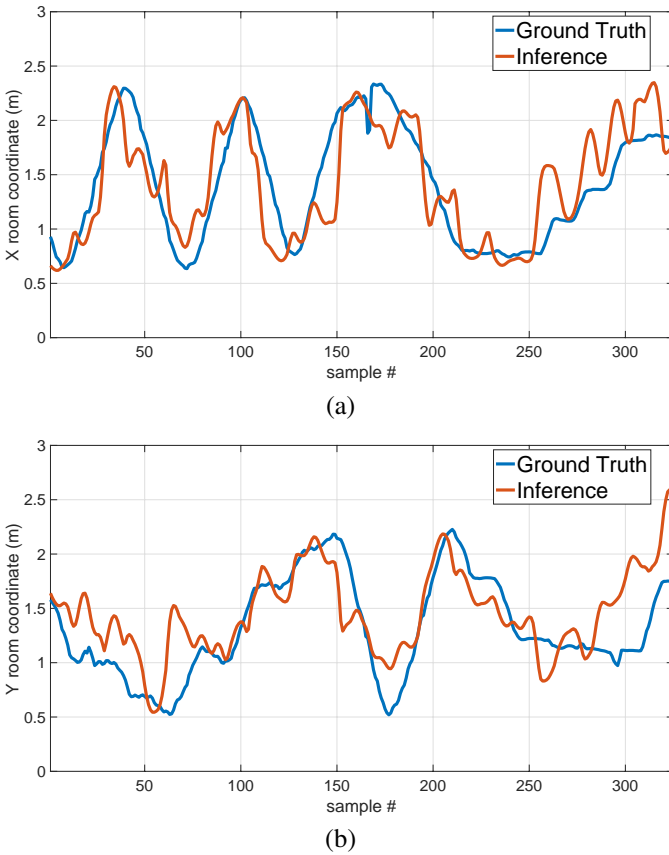 3
2.5
2
1.5
1
0.5
0
X room coordinate (m)
Ground Truth
Inference
50 100 150 200 250 300
sample #
(a)
3
2.5
2
1.5
1
0.5
0
Y room coordinate (m)
Ground Truth
Inference
50 100 150 200 250 300
sample #
(b)